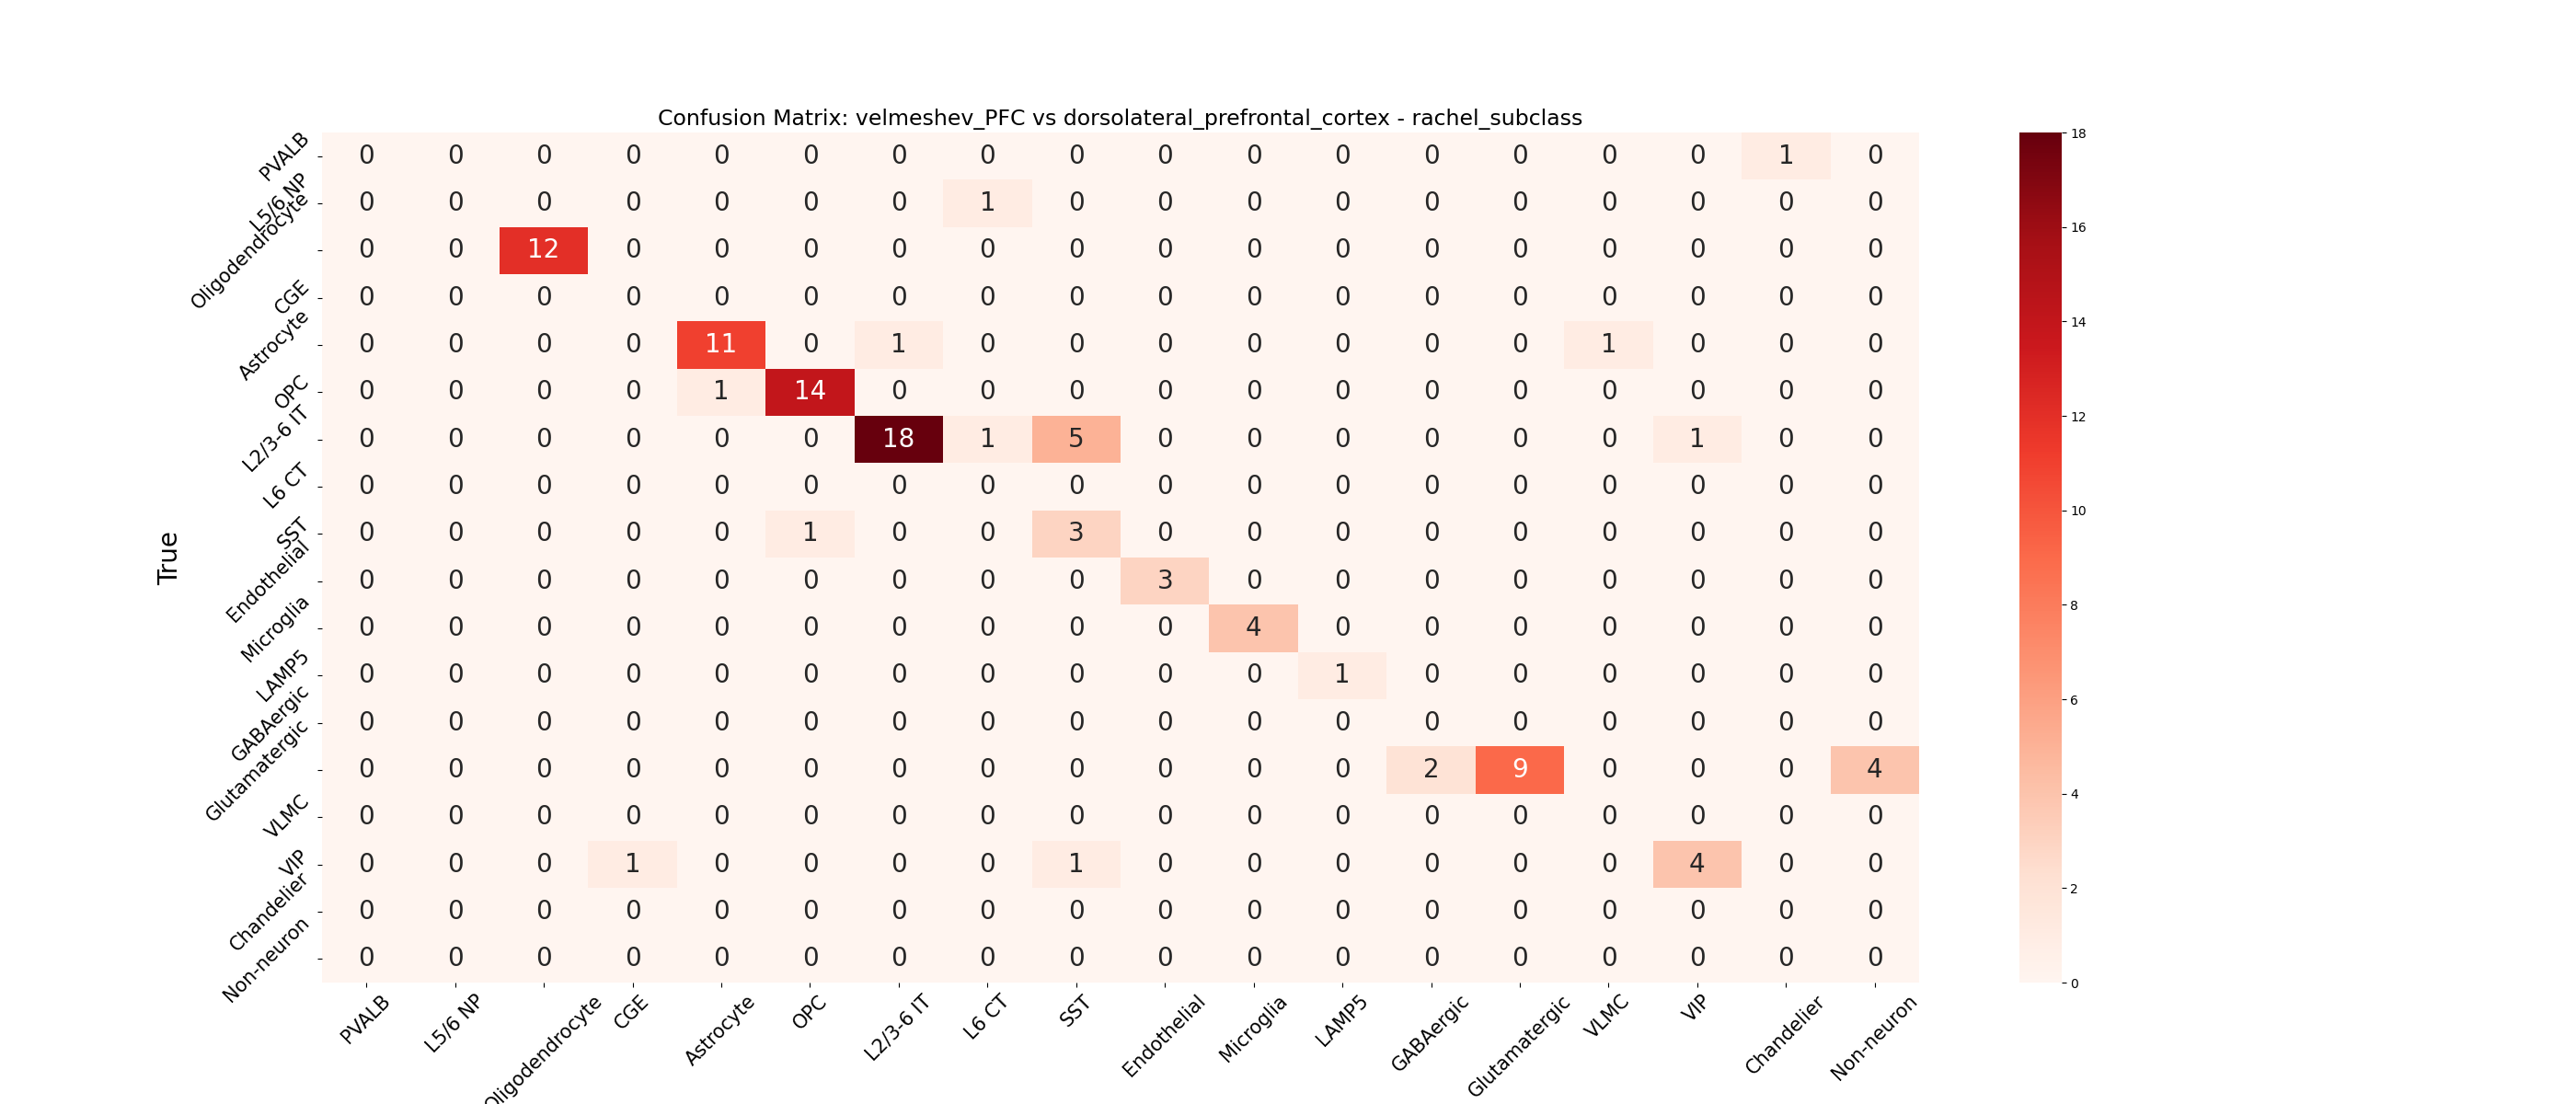 Confusion Matrix: velmeshev_PFC vs dorsolateral_prefrontal_cortex - rachel_subclass
True
PVALB 0 0 0 0 0 0 0 0 0 0 0 0 0 0 0 0 1 0
L5/6 NP 0 0 0 0 0 0 0 1 0 0 0 0 0 0 0 0 0 0
Oligodendrocyte 0 0 12 0 0 0 0 0 0 0 0 0 0 0 0 0 0 0
CGE 0 0 0 0 0 0 0 0 0 0 0 0 0 0 0 0 0 0
Astrocyte 0 0 0 0 11 0 1 0 0 0 0 0 0 0 1 0 0 0
OPC 0 0 0 0 1 14 0 0 0 0 0 0 0 0 0 0 0 0
L2/3-6 IT 0 0 0 0 0 0 18 1 5 0 0 0 0 0 0 1 0 0
L6 CT 0 0 0 0 0 0 0 0 0 0 0 0 0 0 0 0 0 0
SST 0 0 0 0 0 1 0 0 3 0 0 0 0 0 0 0 0 0
Endothelial 0 0 0 0 0 0 0 0 0 3 0 0 0 0 0 0 0 0
Microglia 0 0 0 0 0 0 0 0 0 0 4 0 0 0 0 0 0 0
LAMP5 0 0 0 0 0 0 0 0 0 0 0 1 0 0 0 0 0 0
GABAergic 0 0 0 0 0 0 0 0 0 0 0 0 0 0 0 0 0 0
Glutamatergic 0 0 0 0 0 0 0 0 0 0 0 0 2 9 0 0 0 4
VLMC 0 0 0 0 0 0 0 0 0 0 0 0 0 0 0 0 0 0
VIP 0 0 0 1 0 0 0 0 1 0 0 0 0 0 0 4 0 0
Chandelier 0 0 0 0 0 0 0 0 0 0 0 0 0 0 0 0 0 0
Non-neuron 0 0 0 0 0 0 0 0 0 0 0 0 0 0 0 0 0 0
PVALB L5/6 NP Oligodendrocyte CGE Astrocyte OPC L2/3-6 IT L6 CT SST Endothelial Microglia LAMP5 GABAergic Glutamatergic VLMC VIP Chandelier Non-neuron
18
16
14
12
10
8
6
4
2
0